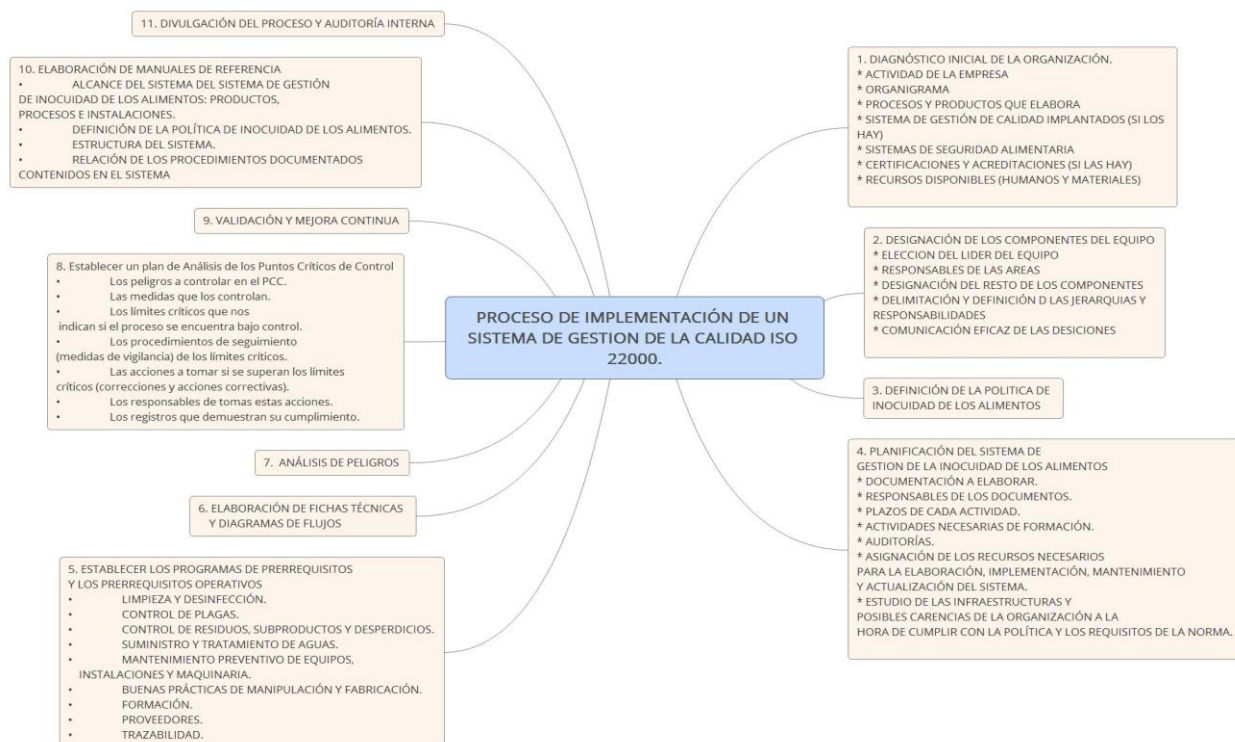 PROCESO DE IMPLEMENTACIÓN DE UN
SISTEMA DE GESTION DE LA CALIDAD ISO
22000.
1. DIAGNÓSTICO INICIAL DE LA ORGANIZACIÓN.
* ACTIVIDAD DE LA EMPRESA
* ORGANIGRAMA
* PROCESOS Y PRODUCTOS QUE ELABORA
* SISTEMA DE GESTIÓN DE CALIDAD IMPLANTADOS (SI LOS
HAY)
* SISTEMAS DE SEGURIDAD ALIMENTARIA
* CERTIFICACIONES Y ACREDITACIONES (SI LAS HAY)
* RECURSOS DISPONIBLES (HUMANOS Y MATERIALES)
2. DESIGNACIÓN DE LOS COMPONENTES DEL EQUIPO
* ELECCION DEL LIDER DEL EQUIPO
* RESPONSABLES DE LAS AREAS
* DESIGNACIÓN DEL RESTO DE LOS COMPONENTES
* DELIMITACIÓN Y DEFINICIÓN D LAS JERARQUIAS Y
RESPONSABILIDADES
* COMUNICACIÓN EFICAZ DE LAS DESICIONES
3. DEFINICIÓN DE LA POLITICA DE
INOCUIDAD DE LOS ALIMENTOS
4. PLANIFICACIÓN DEL SISTEMA DE
GESTION DE LA INOCUIDAD DE LOS ALIMENTOS
* DOCUMENTACIÓN A ELABORAR.
* RESPONSABLES DE LOS DOCUMENTOS.
* PLAZOS DE CADA ACTIVIDAD.
* ACTIVIDADES NECESARIAS DE FORMACIÓN.
* AUDITORÍAS.
* ASIGNACIÓN DE LOS RECURSOS NECESARIOS
PARA LA ELABORACIÓN, IMPLEMENTACIÓN, MANTENIMIENTO
Y ACTUALIZACIÓN DEL SISTEMA.
* ESTUDIO DE LAS INFRAESTRUCTURAS Y
POSIBLES CARENCIAS DE LA ORGANIZACIÓN A LA
HORA DE CUMPLIR CON LA POLÍTICA Y LOS REQUISITOS DE LA NORMA.
5. ESTABLECER LOS PROGRAMAS DE PRERREQUISITOS
Y LOS PRERREQUISITOS OPERATIVOS
• LIMPIEZA Y DESINFECCIÓN.
• CONTROL DE PLAGAS.
• CONTROL DE RESIDUOS, SUBPRODUCTOS Y DESPERDICIOS.
• SUMINISTRO Y TRATAMIENTO DE AGUAS.
• MANTENIMIENTO PREVENTIVO DE EQUIPOS,
INSTALACIONES Y MAQUINARIA.
• BUENAS PRÁCTICAS DE MANIPULACIÓN Y FABRICACIÓN.
• FORMACIÓN.
• PROVEEDORES.
• TRAZABILIDAD.
6. ELABORACIÓN DE FICHAS TÉCNICAS
Y DIAGRAMAS DE FLUJOS
7. ANÁLISIS DE PELIGROS
8. Establecer un plan de Análisis de los Puntos Críticos de Control
• Los peligros a controlar en el PCC.
• Las medidas que los controlan.
• Los límites críticos que nos
indican si el proceso se encuentra bajo control.
• Los procedimientos de seguimiento
(medidas de vigilancia) de los límites críticos.
• Las acciones a tomar si se superan los límites
críticos (correcciones y acciones correctivas).
• Los responsables de tomas estas acciones.
• Los registros que demuestran su cumplimiento.
9. VALIDACIÓN Y MEJORA CONTINUA
10. ELABORACIÓN DE MANUALES DE REFERENCIA
• ALCANCE DEL SISTEMA DEL SISTEMA DE GESTIÓN
DE INOCUIDAD DE LOS ALIMENTOS: PRODUCTOS,
PROCESOS E INSTALACIONES.
• DEFINICIÓN DE LA POLÍTICA DE INOCUIDAD DE LOS ALIMENTOS.
• ESTRUCTURA DEL SISTEMA.
• RELACIÓN DE LOS PROCEDIMIENTOS DOCUMENTADOS
CONTENIDOS EN EL SISTEMA
11. DIVULGACIÓN DEL PROCESO Y AUDITORÍA INTERNA